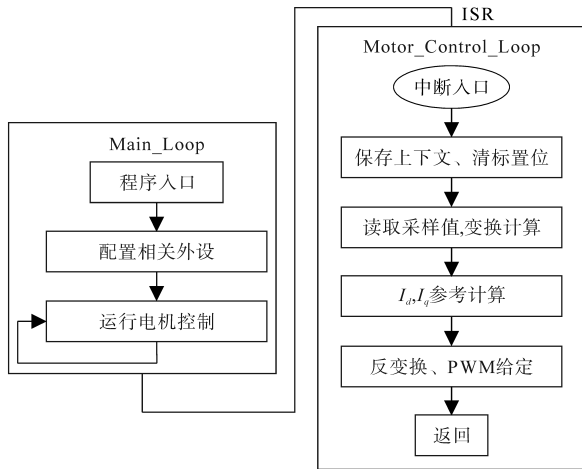 Main_Loop
程序入口
配置相关外设
运行电机控制
ISR
Motor_Control_Loop
中断入口
保存上下文、清标置位
读取采样值,变换计算
I_d,I_q参考计算
反变换、PWM给定
返回